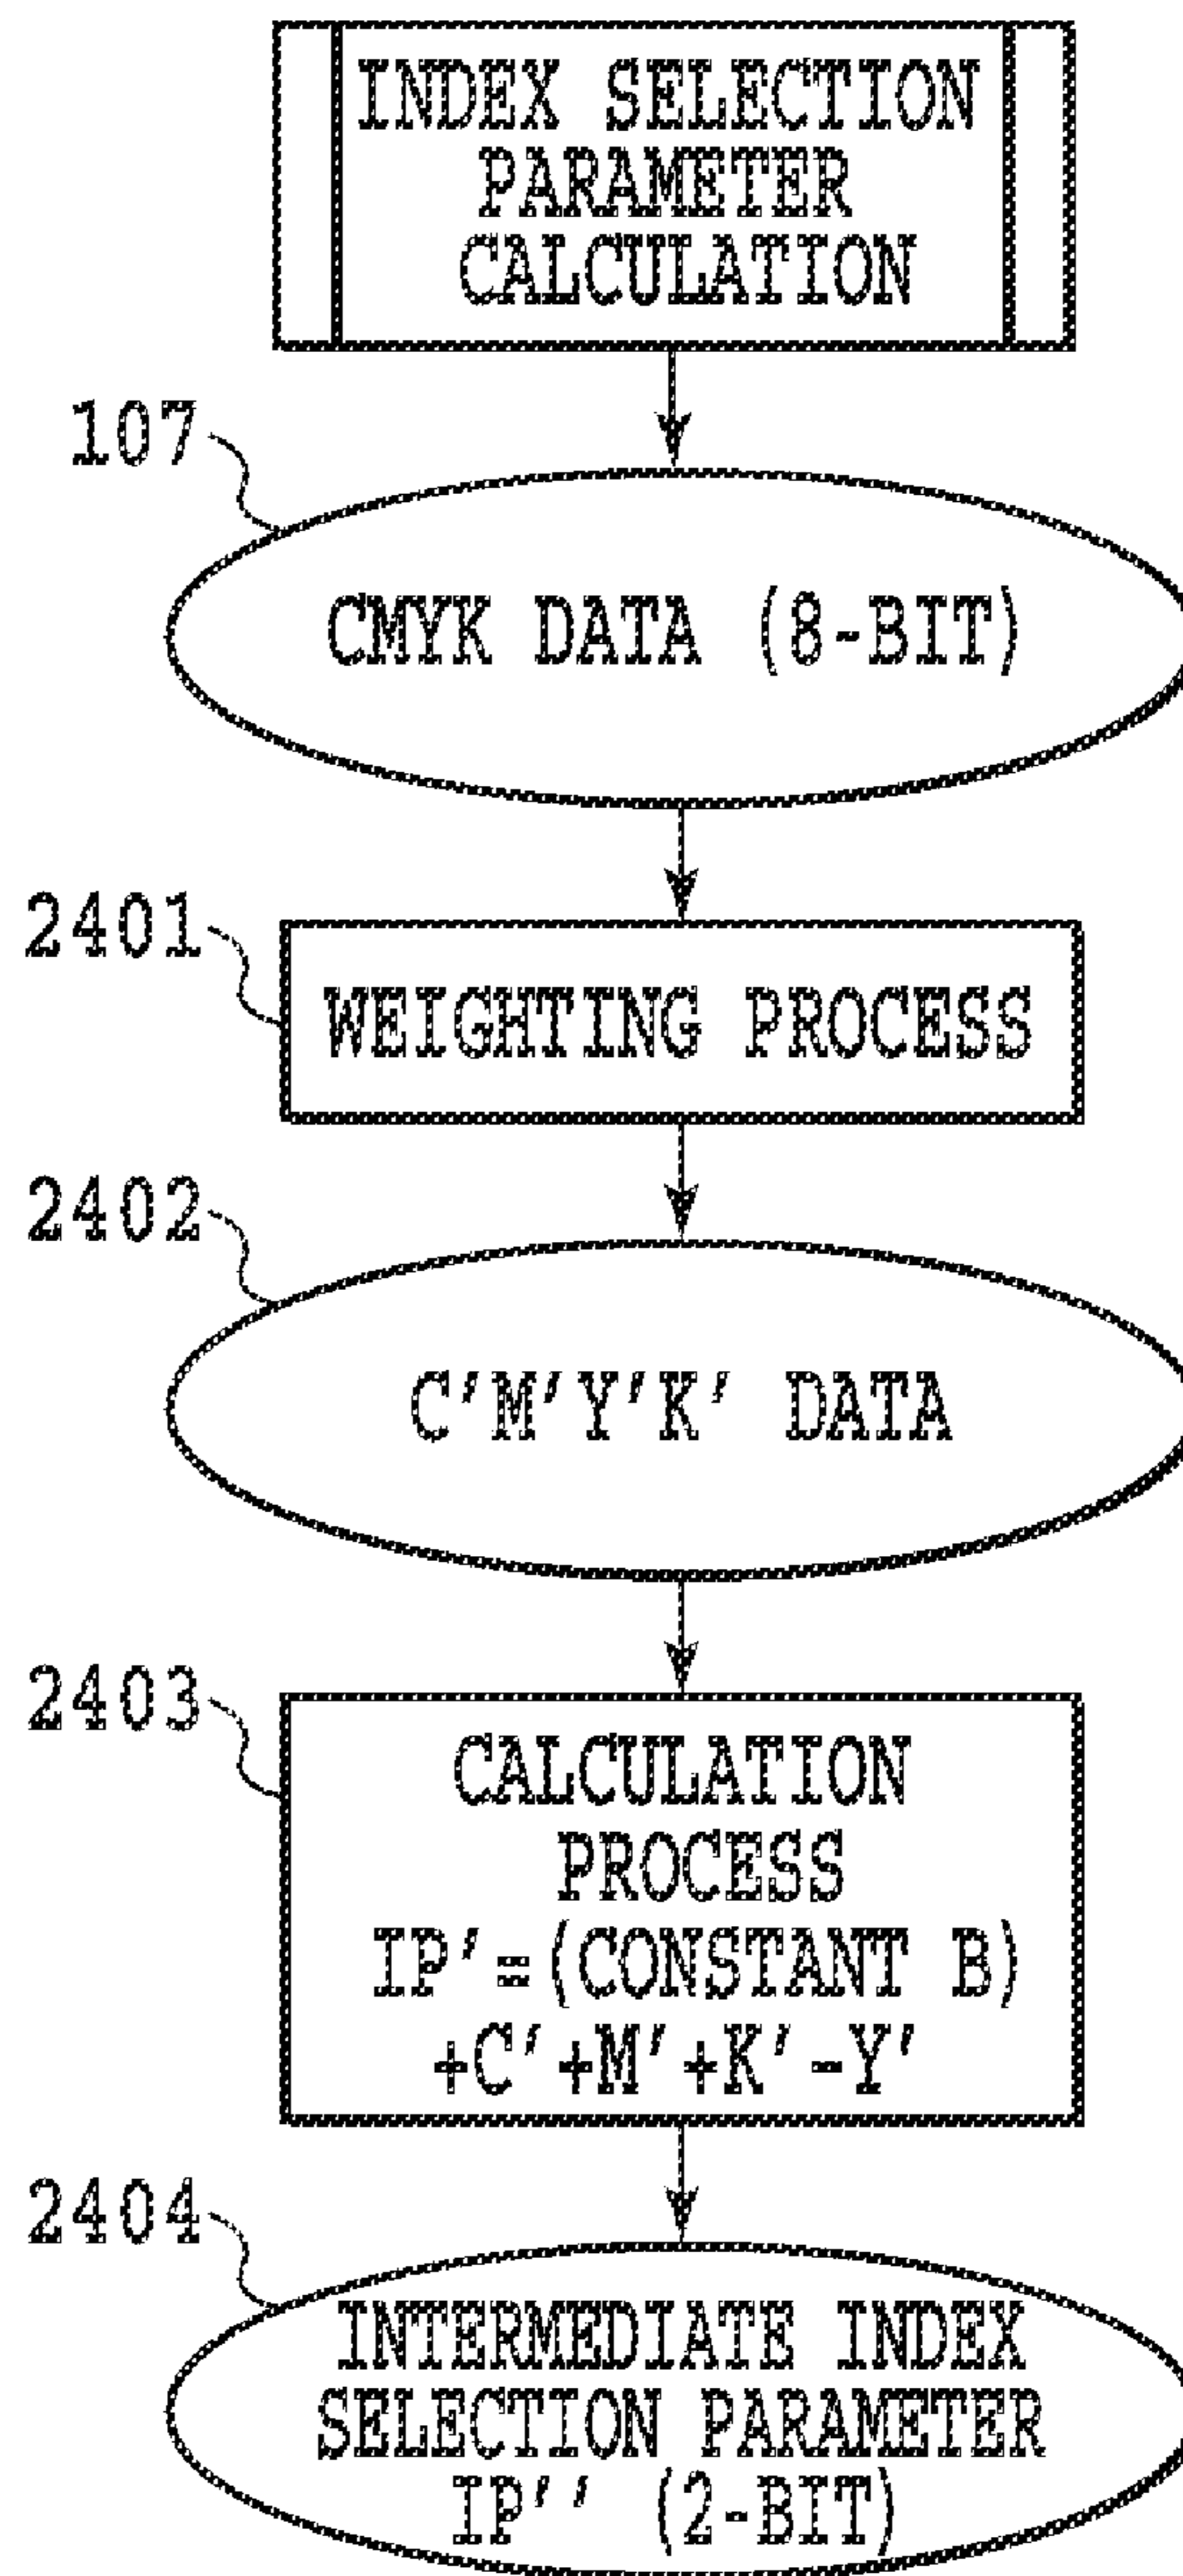 INDEX SELECTION
PARAMETER
CALCULATION
107
CMYK DATA (8-BIT)
2401
WEIGHTING PROCESS
2402
C'M'Y'K' DATA
2403
CALCULATION
PROCESS
IP'=(CONSTANT B)
+C'+M'+K'-Y'
2404
INTERMEDIATE INDEX
SELECTION PARAMETER
IP'' (2-BIT)